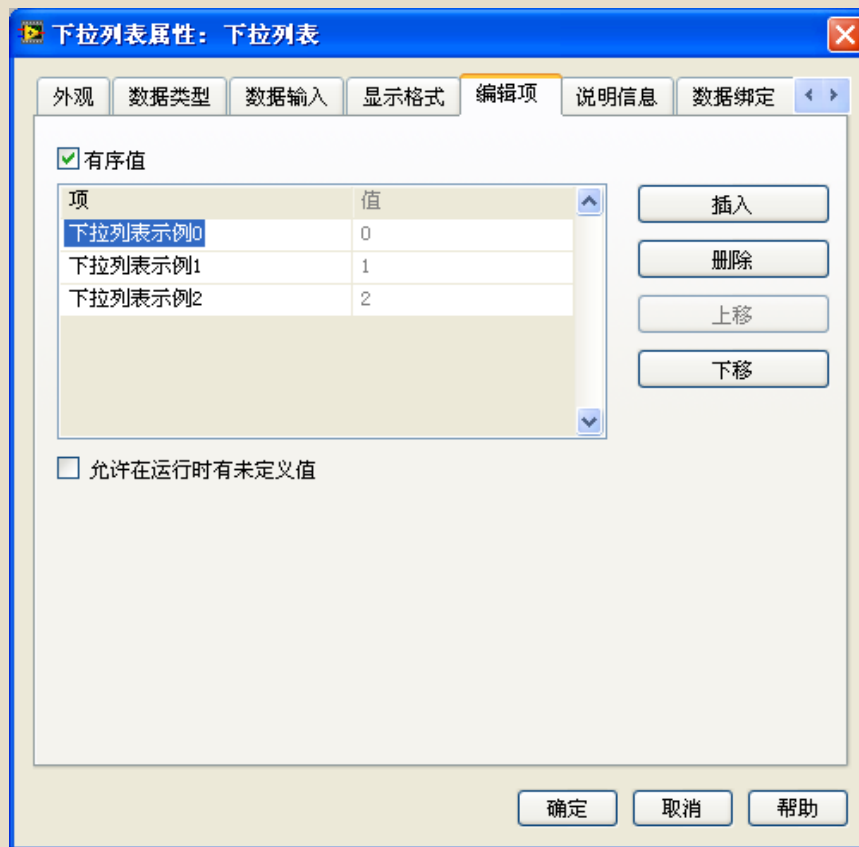 下拉列表属性：下拉列表
外观 数据类型 数据输入 显示格式 编辑项 说明信息 数据绑定
有序值
项 值 插入
下拉列表示例0 0
下拉列表示例1 1 删除
下拉列表示例2 2 上移
下移
允许在运行时有未定义值
确定 取消 帮助